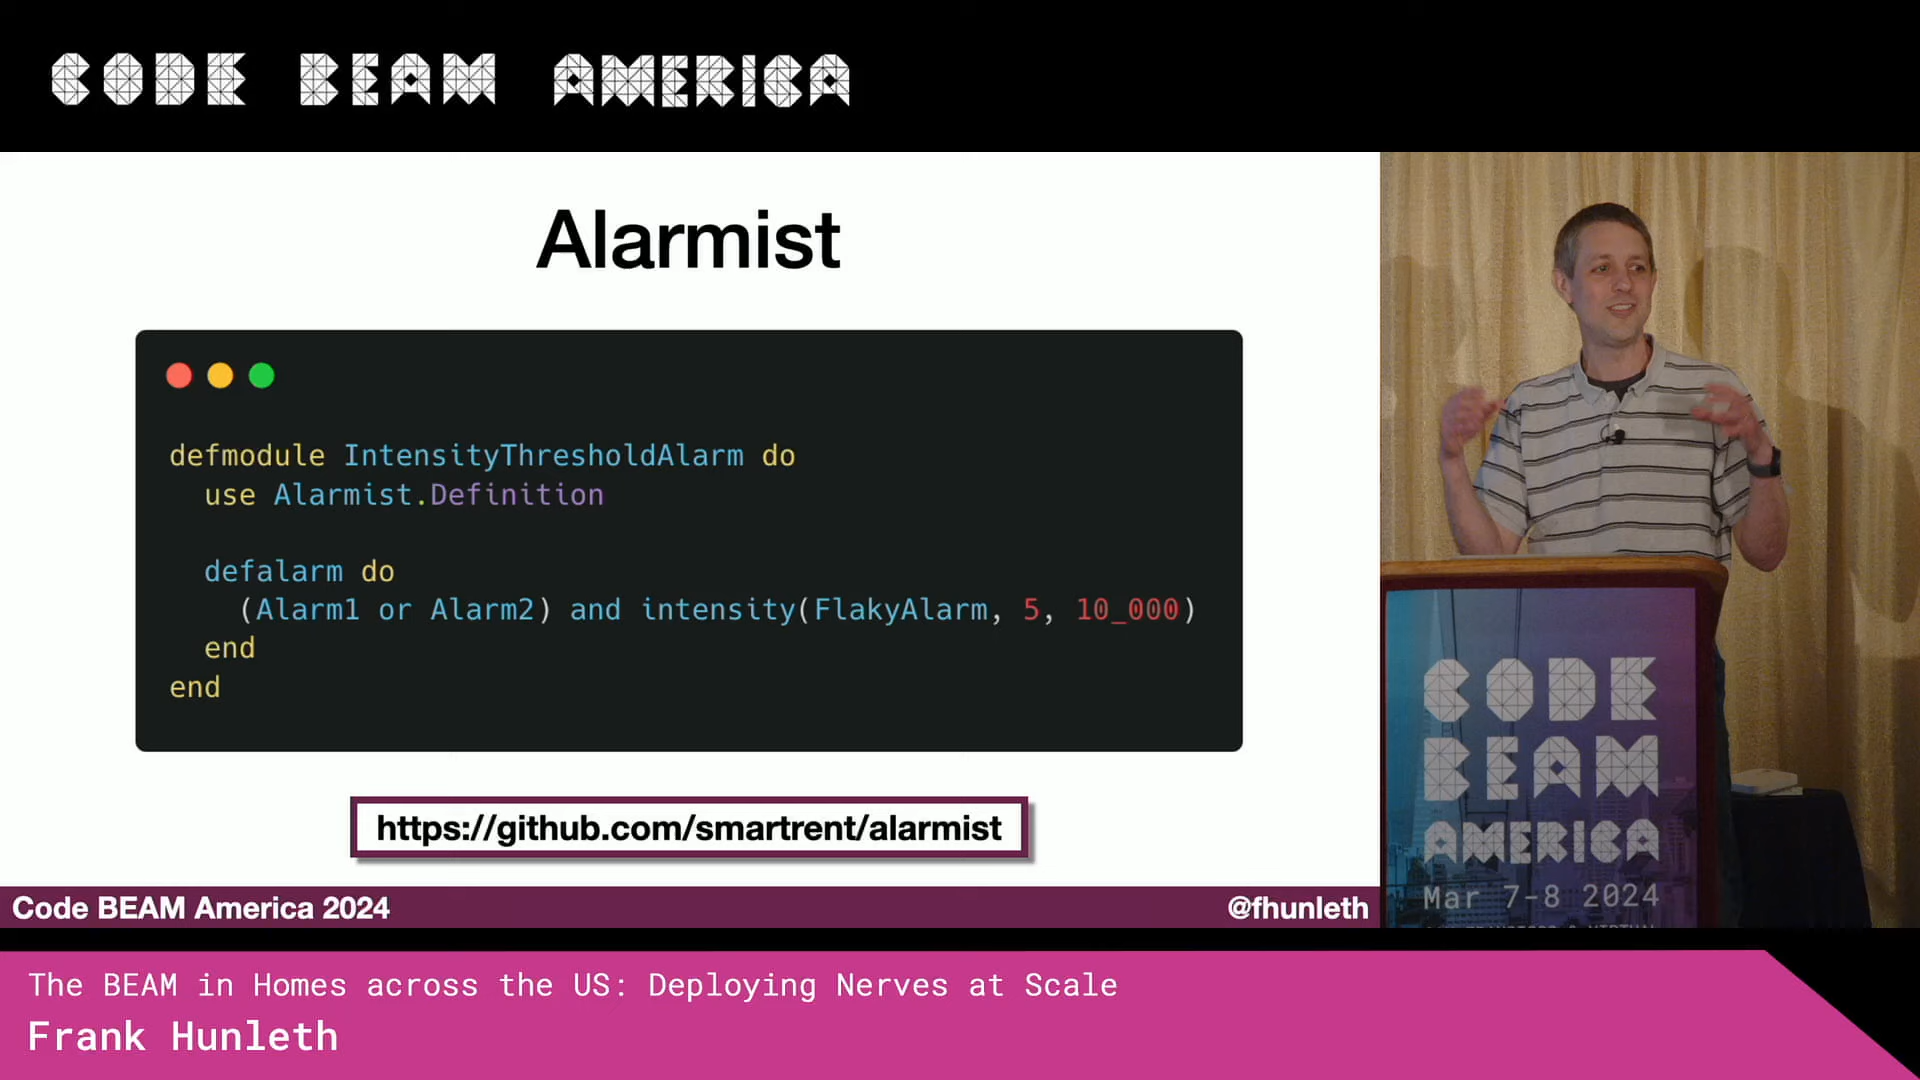 CODE BEAM AMERICA
Alarmist
defmodule IntensityThresholdAlarm do
use Alarmist.Definition
defalarm do
(Alarm1 or Alarm2) and intensity(FlakyAlarm, 5, 10_000)
end
end
https://github.com/smartrent/alarmist
Code BEAM America 2024
@fhunleth
CODE
BEAM
AMERICA
Mar 7-8 2024
The BEAM in Homes across the US: Deploying Nerves at Scale
Frank Hunleth